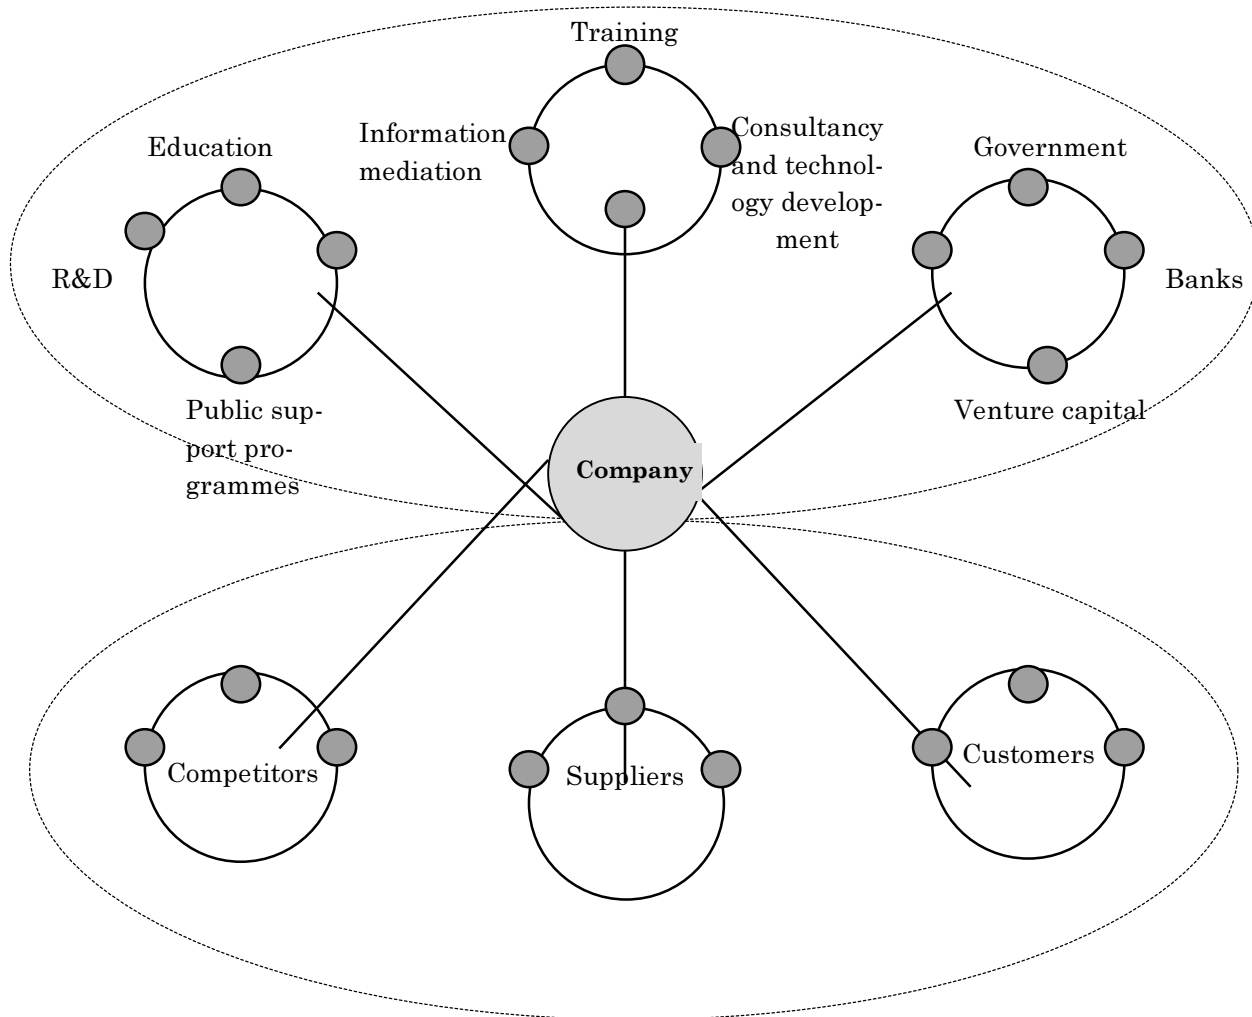 Training
Information
mediation
Consultancy
and technol-
ogy develop-
ment
Education
R&D
Public sup-
port pro-
grammes
Government
Banks
Venture capital
Company
Competitors
Suppliers
Customers